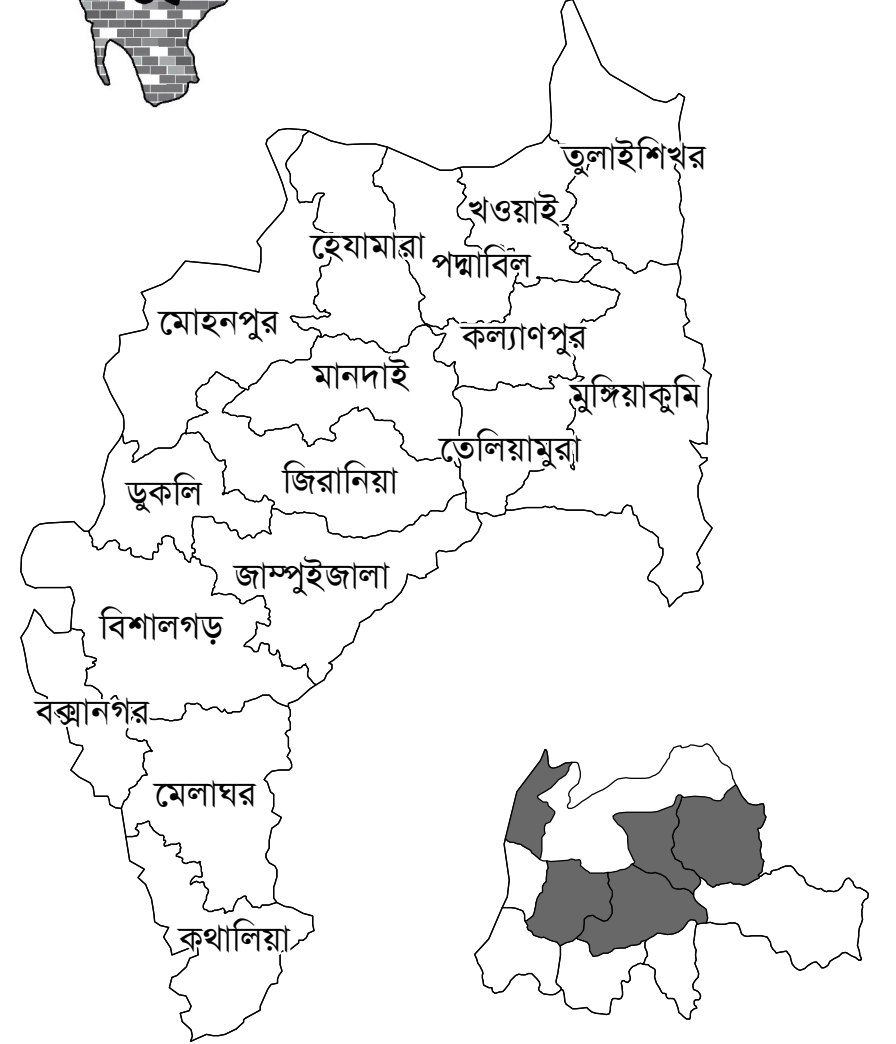 তুলাইশিখর
খওয়াই
হেযামারা
পদ্মাবিল
মোহনপুর
কল্যাণপুর
মানদাই
মুঙ্গিয়াকুমি
তেলিয়ামুরা
জিরানিয়া
ডুকলি
জাম্পুইজালা
বিশালগড়
বক্সানগর
মেলাঘর
কথালিয়া